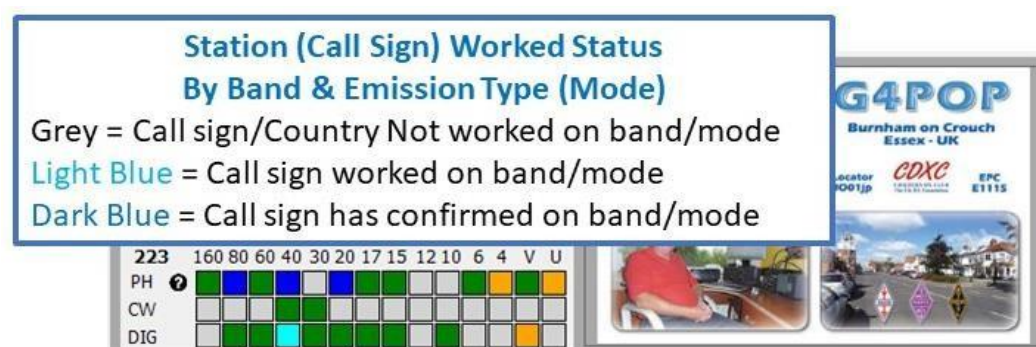 Station (Call Sign) Worked Status
By Band & Emission Type (Mode)
Grey = Call sign/Country Not worked on band/mode
Light Blue = Call sign worked on band/mode
Dark Blue = Call sign has confirmed on band/mode
G4POP
Burnham on Crouch
Essex - UK
CDXC
EPC
E1115
223 160 80 60 40 30 20 17 15 12 10 6 4 V U
PH ?
CW
DIG